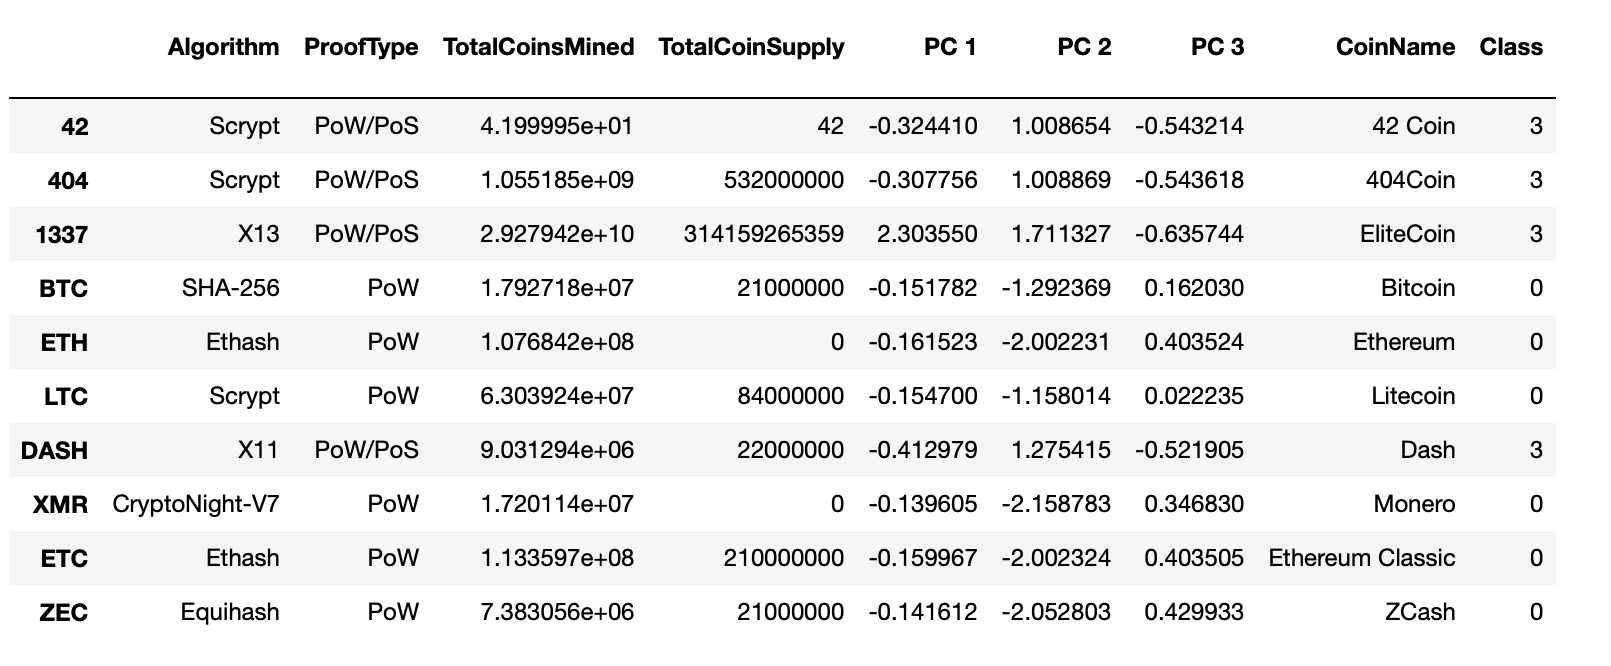 Algorithm ProofType TotalCoinsMined TotalCoinSupply PC 1 PC 2 PC 3 CoinName Class
42 Scrypt PoW/PoS 4.199995e+01 42 -0.324410 1.008654 -0.543214 42 Coin 3
404 Scrypt PoW/PoS 1.055185e+09 532000000 -0.307756 1.008869 -0.543618 404Coin 3
1337 X13 PoW/PoS 2.927942e+10 314159265359 2.303550 1.711327 -0.635744 EliteCoin 3
BTC SHA-256 PoW 1.792718e+07 21000000 -0.151782 -1.292369 0.162030 Bitcoin 0
ETH Ethash PoW 1.076842e+08 0 -0.161523 -2.002231 0.403524 Ethereum 0
LTC Scrypt PoW 6.303924e+07 84000000 -0.154700 -1.158014 0.022235 Litecoin 0
DASH X11 PoW/PoS 9.031294e+06 22000000 -0.412979 1.275415 -0.521905 Dash 3
XMR CryptoNight-V7 PoW 1.720114e+07 0 -0.139605 -2.158783 0.346830 Monero 0
ETC Ethash PoW 1.133597e+08 210000000 -0.159967 -2.002324 0.403505 Ethereum Classic 0
ZEC Equihash PoW 7.383056e+06 21000000 -0.141612 -2.052803 0.429933 ZCash 0